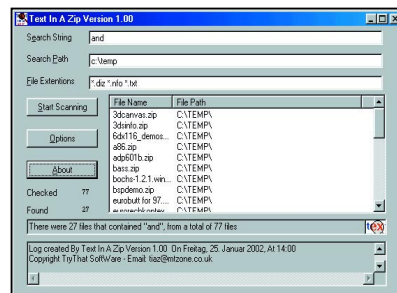 Text In A Zip Version 1.00
Search String and
Search Path c:\temp
File Extentions *.diz *.nfo *.txt
Start Scanning
Options
About
Checked 77
Found 27
File Name File Path
3dcanvas.zip C:\TEMP\
3dsinfo.zip C:\TEMP\
6dx116_demos... C:\TEMP\
a86.zip C:\TEMP\
adp601b.zip C:\TEMP\
bass.zip C:\TEMP\
bochs-1.2.1.win... C:\TEMP\
bspdemo.zip C:\TEMP\
eurobutt for 97.... C:\TEMP\
C:\TEMP\
There were 27 files that contained "and", from a total of 77 files
tex
Log created By Text In A Zip Version 1.00 On Freitag, 25. Januar 2002, At 14:00
Copyright TryThat SoftWare - Email: tiaz@mtzone.co.uk